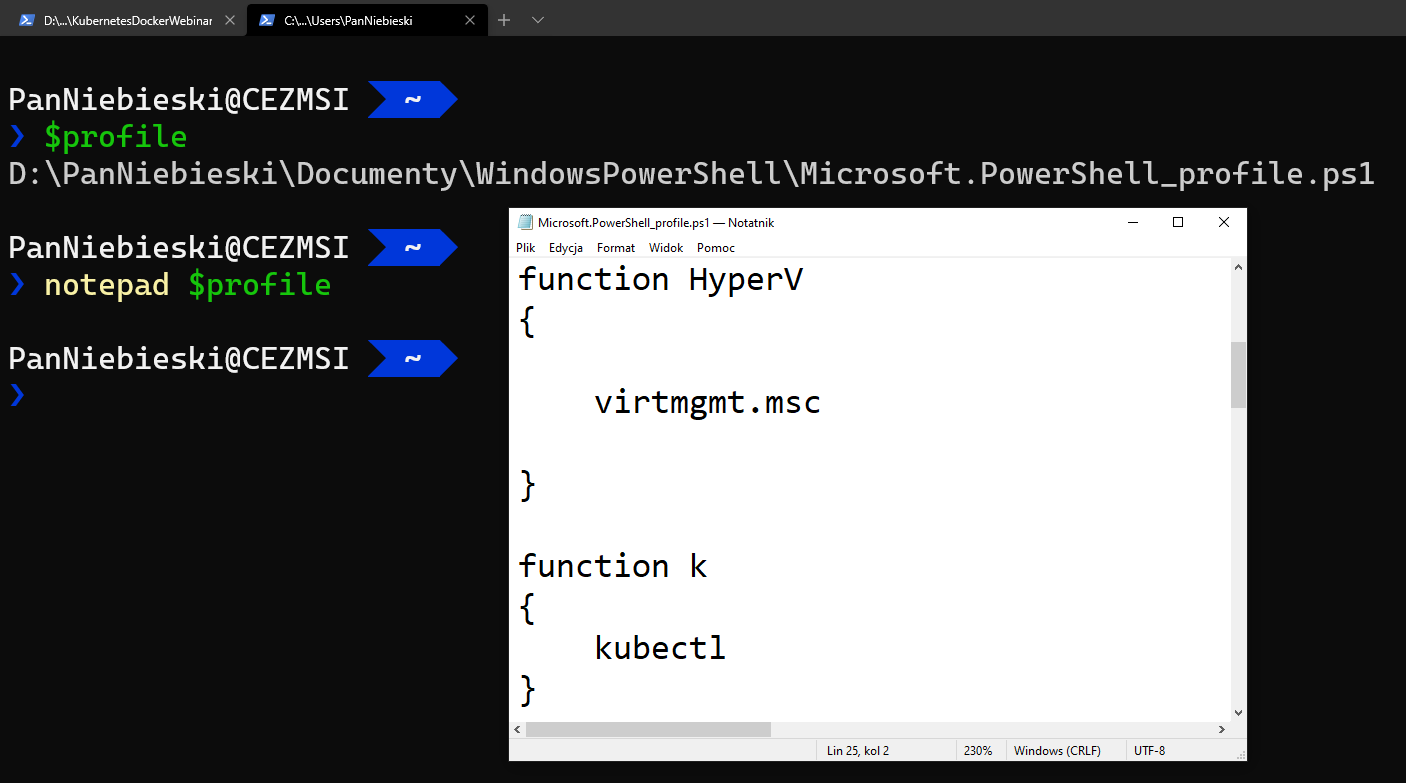 D:\...\KubernetesDockerWebinar
C:\...\Users\PanNiebieski
PanNiebieski@CEZMSI ~
❯ $profile
D:\PanNiebieski\Documenty\WindowsPowerShell\Microsoft.PowerShell_profile.ps1
PanNiebieski@CEZMSI ~
❯ notepad $profile
PanNiebieski@CEZMSI ~
❯
Microsoft.PowerShell_profile.ps1 — Notatnik
Plik Edycja Format Widok Pomoc
function HyperV
{
virtmgmt.msc
}
function k
{
kubectl
}
Lin 25, kol 2 230% Windows (CRLF) UTF-8